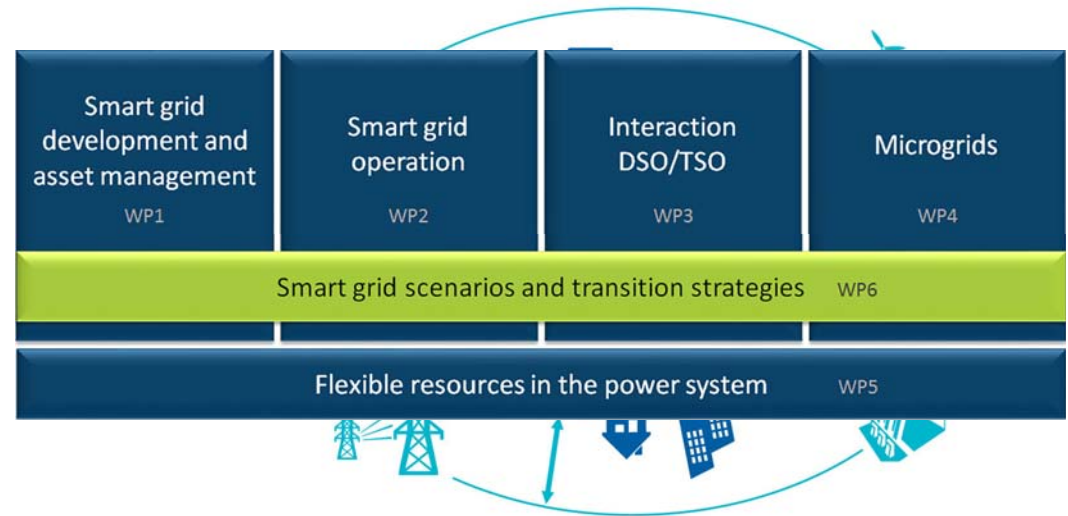 Smart grid
development and
asset management
WP1
Smart grid
operation
WP2
Interaction
DSO/TSO
WP3
Microgrids
WP4
Smart grid scenarios and transition strategies WP6
Flexible resources in the power system WP5